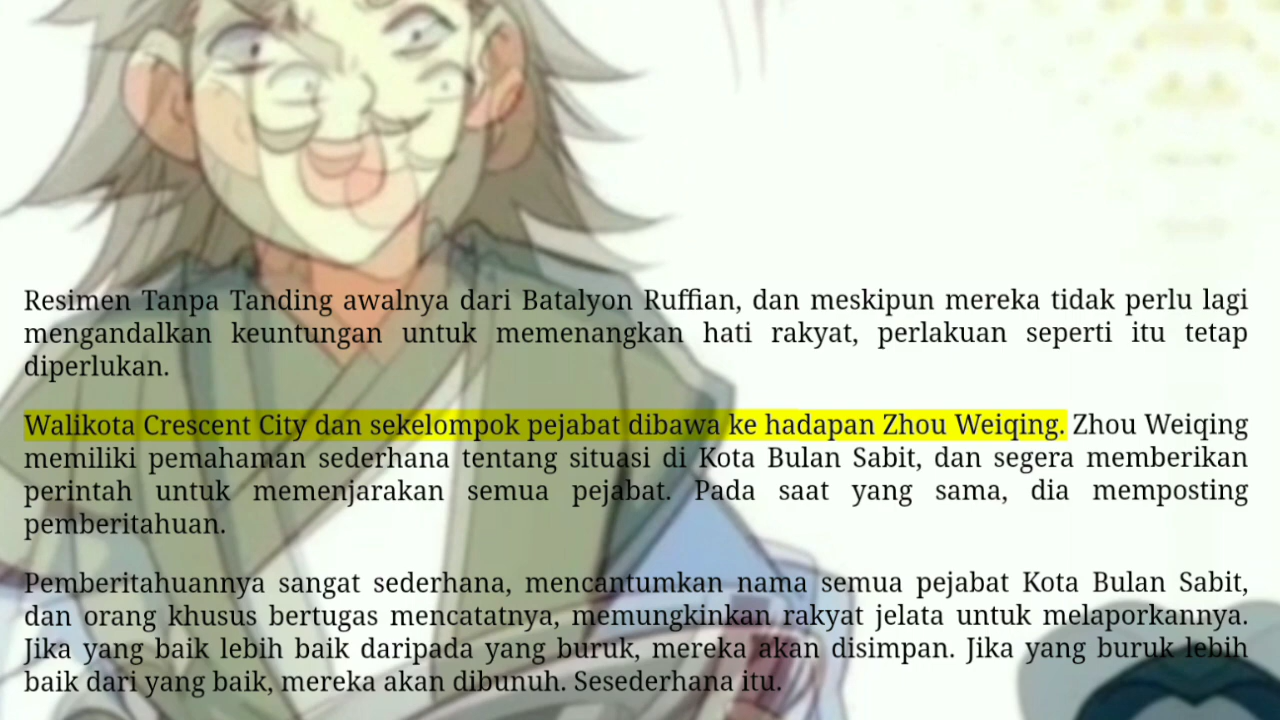 Resimen Tanpa Tanding awalnya dari Batalyon Ruffian, dan meskipun mereka tidak perlu lagi
mengandalkan keuntungan untuk memenangkan hati rakyat, perlakuan seperti itu tetap
diperlukan.
Walikota Crescent City dan sekelompok pejabat dibawa ke hadapan Zhou Weiqing. Zhou Weiqing
memiliki pemahaman sederhana tentang situasi di Kota Bulan Sabit, dan segera memberikan
perintah untuk memenjarakan semua pejabat. Pada saat yang sama, dia memposting
pemberitahuan.
Pemberitahuannya sangat sederhana, mencantumkan nama semua pejabat Kota Bulan Sabit,
dan orang khusus bertugas mencatatnya, memungkinkan rakyat jelata untuk melaporkannya.
Jika yang baik lebih baik daripada yang buruk, mereka akan disimpan. Jika yang buruk lebih
baik dari yang baik, mereka akan dibunuh. Sesederhana itu.